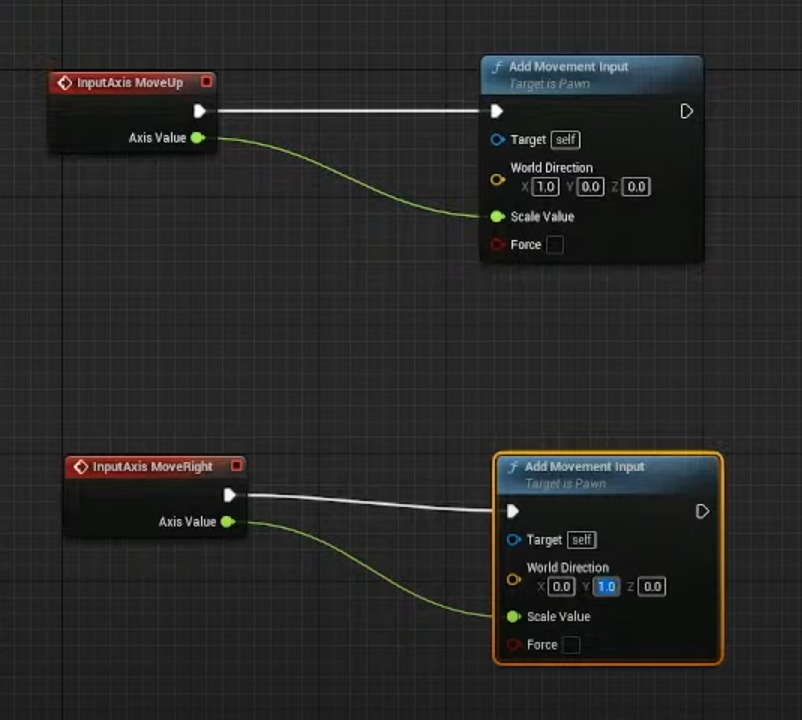 InputAxis MoveUp
Axis Value
Add Movement Input
Target is Pawn
Target self
World Direction
X 1.0 Y 0.0 Z 0.0
Scale Value
Force
InputAxis MoveRight
Axis Value
Add Movement Input
Target is Pawn
Target self
World Direction
X 0.0 Y 1.0 Z 0.0
Scale Value
Force